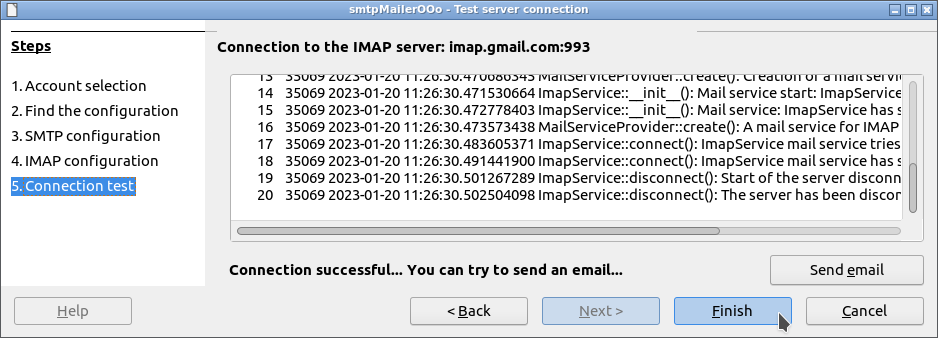 smtpMailerOOo - Test server connection
Steps
1. Account selection
2. Find the configuration
3. SMTP configuration
4. IMAP configuration
5. Connection test
Connection to the IMAP server: imap.gmail.com:993
13 35069 2023-01-20 11:26:30.470686345 MailServiceProvider::create(): Creation of a mail servi
14 35069 2023-01-20 11:26:30.471530664 ImapService::__init__(): Mail service start: ImapService
15 35069 2023-01-20 11:26:30.472778403 ImapService::__init__(): Mail service: ImapService has s
16 35069 2023-01-20 11:26:30.473573438 MailServiceProvider::create(): A mail service for IMAP
17 35069 2023-01-20 11:26:30.483605371 ImapService::connect(): ImapService mail service tries
18 35069 2023-01-20 11:26:30.491441900 ImapService::connect(): ImapService mail service has s
19 35069 2023-01-20 11:26:30.501267289 ImapService::disconnect(): Start of the server disconn
20 35069 2023-01-20 11:26:30.502504098 ImapService::disconnect(): The server has been discon
Connection successful... You can try to send an email...
Send email
Help
< Back
Next >
Finish
Cancel